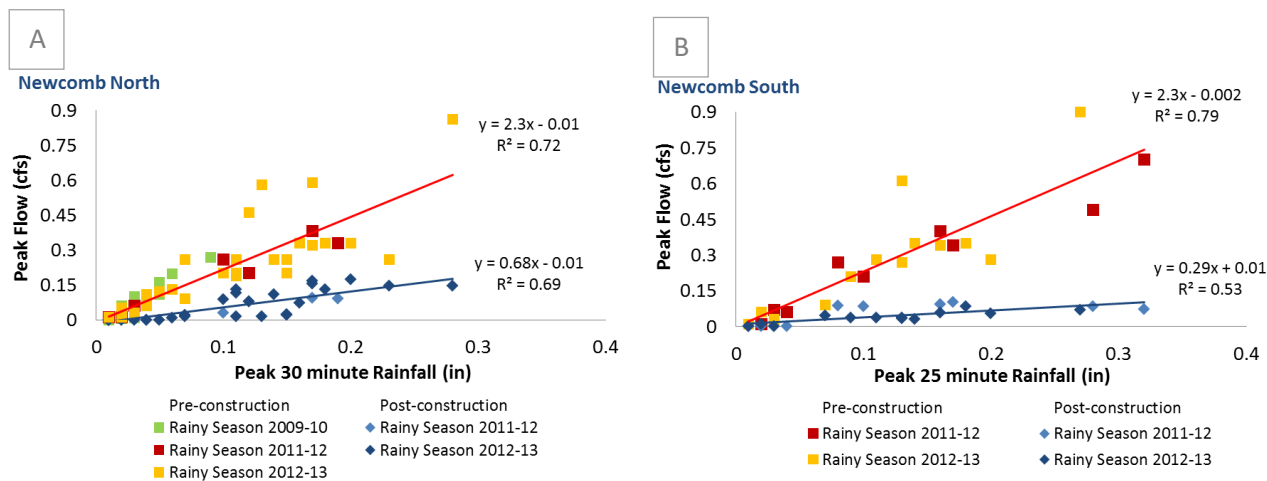 A
Newcomb North
Peak Flow (cfs)
0.9
0.75
0.6
0.45
0.3
0.15
0
y = 2.3x - 0.01
R² = 0.72
y = 0.68x - 0.01
R² = 0.69
0 0.1 0.2 0.3 0.4
Peak 30 minute Rainfall (in)
Pre-construction Post-construction
Rainy Season 2009-10 Rainy Season 2011-12
Rainy Season 2011-12 Rainy Season 2012-13
Rainy Season 2012-13
B
Newcomb South
Peak Flow (cfs)
0.9
0.75
0.6
0.45
0.3
0.15
0
y = 2.3x - 0.002
R² = 0.79
y = 0.29x + 0.01
R² = 0.53
0 0.1 0.2 0.3 0.4
Peak 25 minute Rainfall (in)
Pre-construction Post-construction
Rainy Season 2011-12 Rainy Season 2011-12
Rainy Season 2012-13 Rainy Season 2012-13